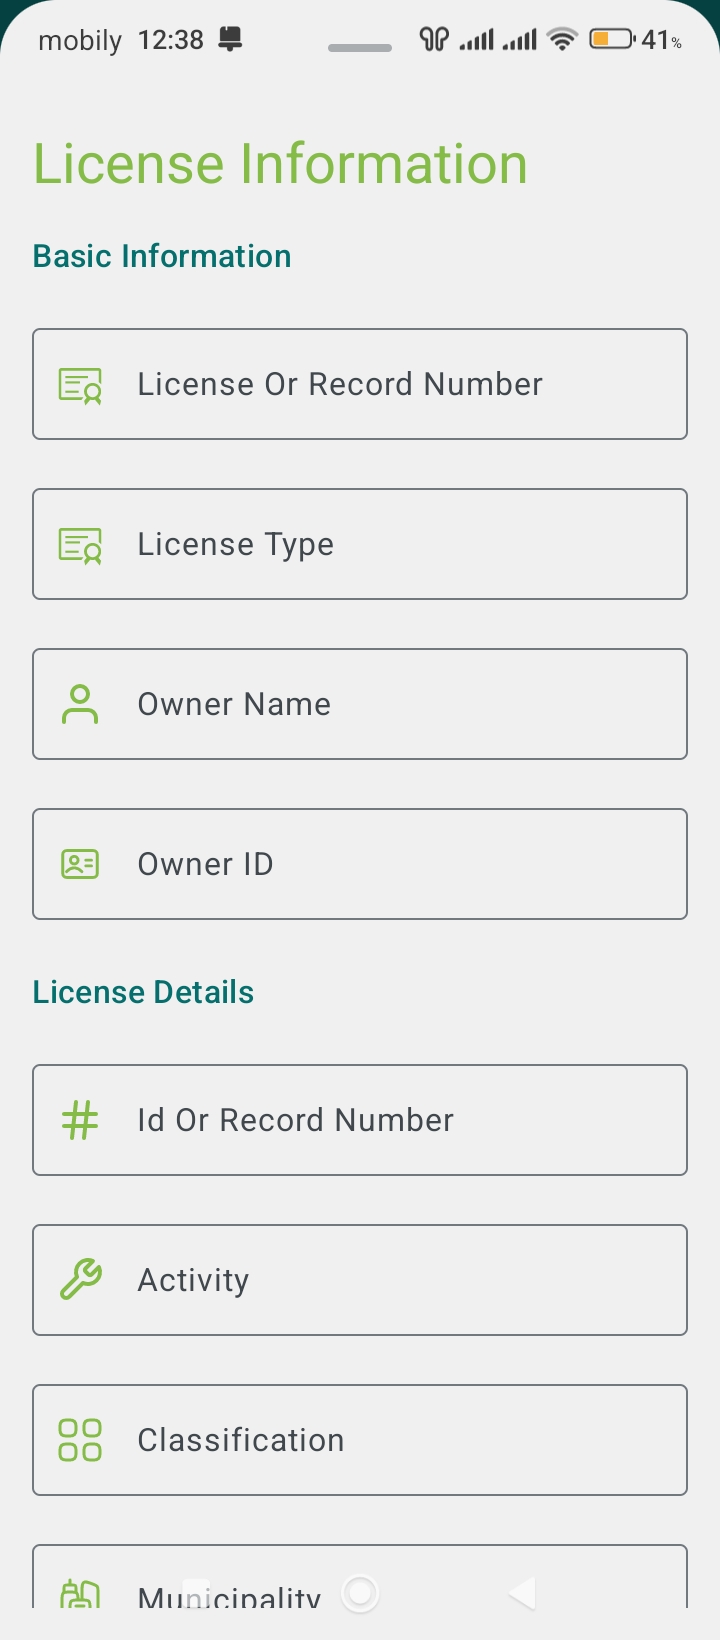 mobily 12:38 41%
License Information
Basic Information
License Or Record Number
License Type
Owner Name
Owner ID
License Details
Id Or Record Number
Activity
Classification
Municipality